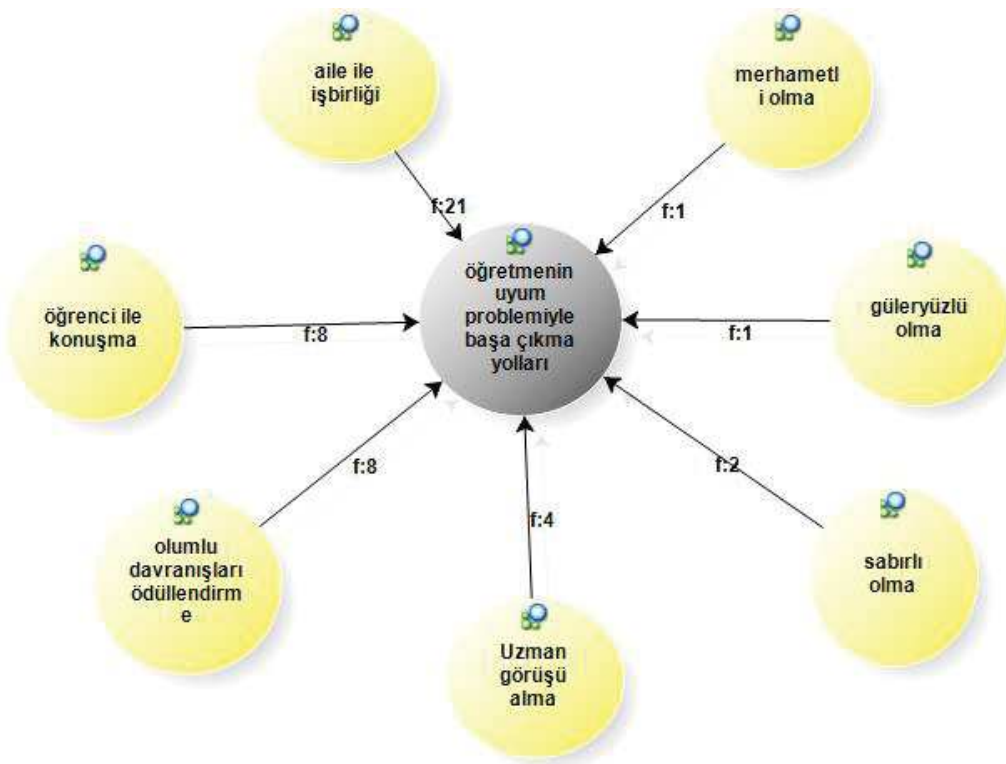 aile ile
işbirliği
merhametl
i olma
f:21
f:1
öğretmenin
uyum
problemiyle
başa çıkma
yolları
öğrenci ile
konuşma
f:8
güleryüzlü
olma
f:1
f:8
f:2
olumlu
davranışları
ödüllendirm
e
f:4
sabırlı
olma
Uzman
görüşü
alma